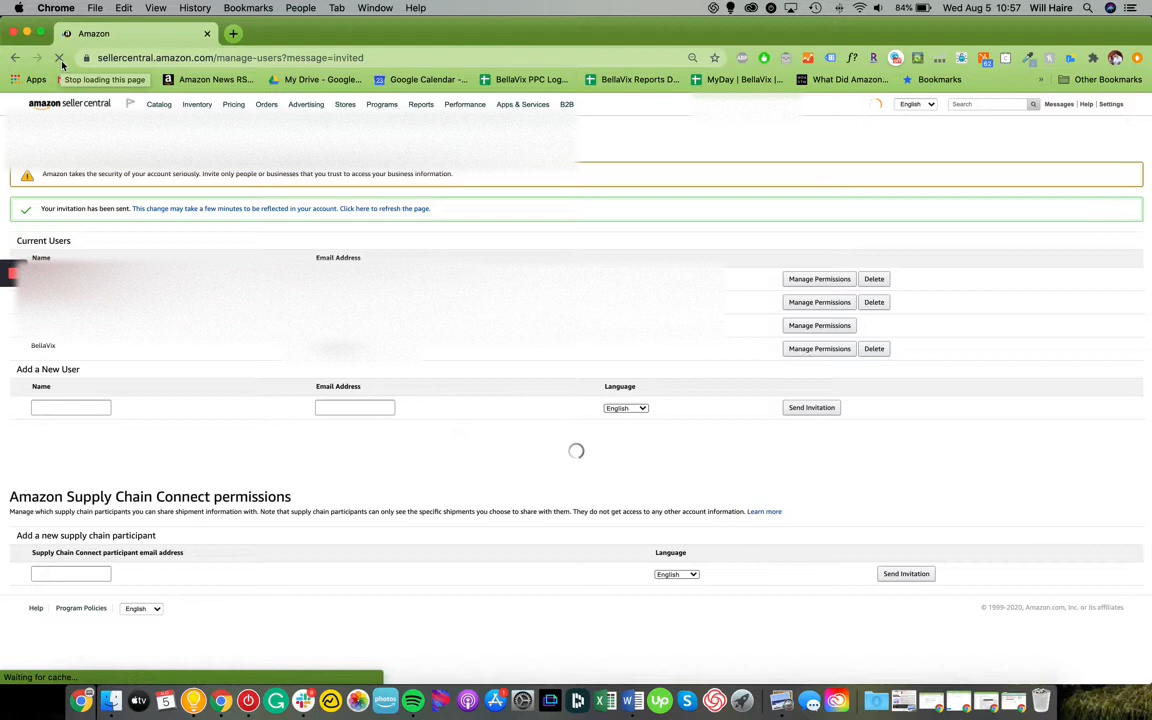 Chrome File Edit View History Bookmarks People Tab Window Help 84% Wed Aug 5 10:57 Will Haire
Amazon
sellercentral.amazon.com/manage-users?message=invited
Apps Stop loading this page Amazon News RS... My Drive - Google... Google Calendar -... BellaVix PPC Log... BellaVix Reports D... MyDay | BellaVix |... What Did Amazon... Bookmarks » Other Bookmarks
amazon seller central Catalog Inventory Pricing Orders Advertising Stores Programs Reports Performance Apps & Services B2B English Search Messages Help Settings
Amazon takes the security of your account seriously. Invite only people or businesses that you trust to access your business information.
Your invitation has been sent. This change may take a few minutes to be reflected in your account. Click here to refresh the page.
Current Users
Name Email Address
Manage Permissions Delete
Manage Permissions Delete
Manage Permissions
BellaVix Manage Permissions Delete
Add a New User
Name Email Address Language
English Send Invitation
Amazon Supply Chain Connect permissions
Manage which supply chain participants you can share shipment information with. Note that supply chain participants can only see the specific shipments you choose to share with them. They do not get access to any other account information. Learn more
Add a new supply chain participant
Supply Chain Connect participant email address Language
English Send Invitation
Help Program Policies English © 1999-2020, Amazon.com, Inc. or its affiliates
Waiting for cache...